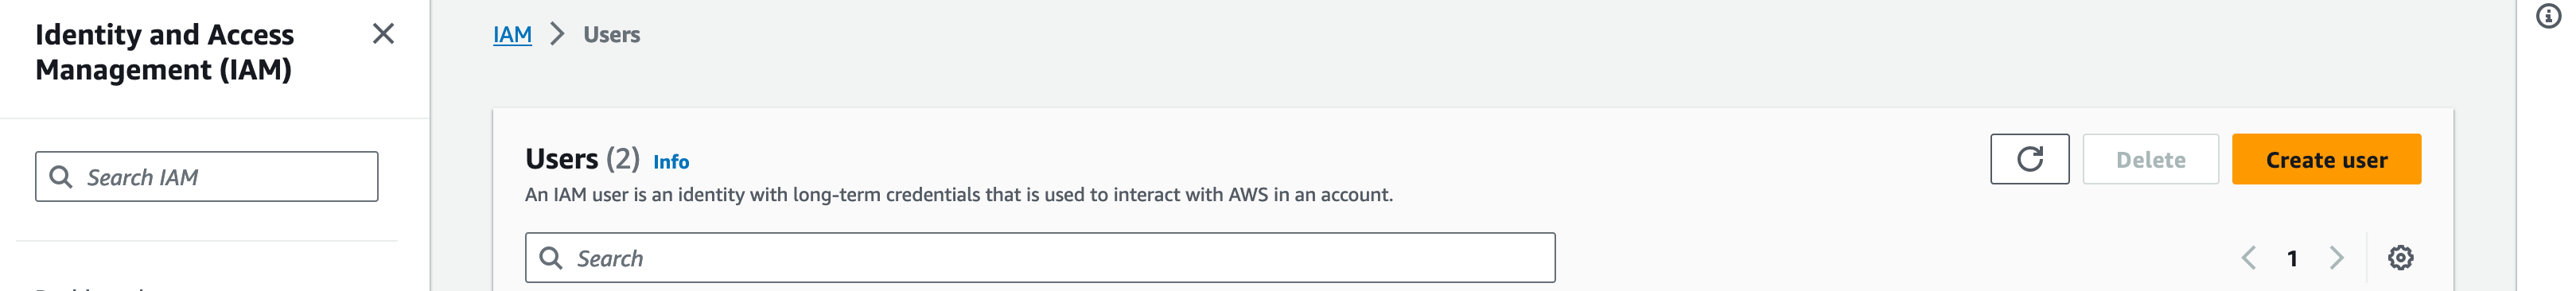 Identity and Access
Management (IAM)
Search IAM
IAM > Users
Users (2) Info
An IAM user is an identity with long-term credentials that is used to interact with AWS in an account.
Delete
Create user
Search
1